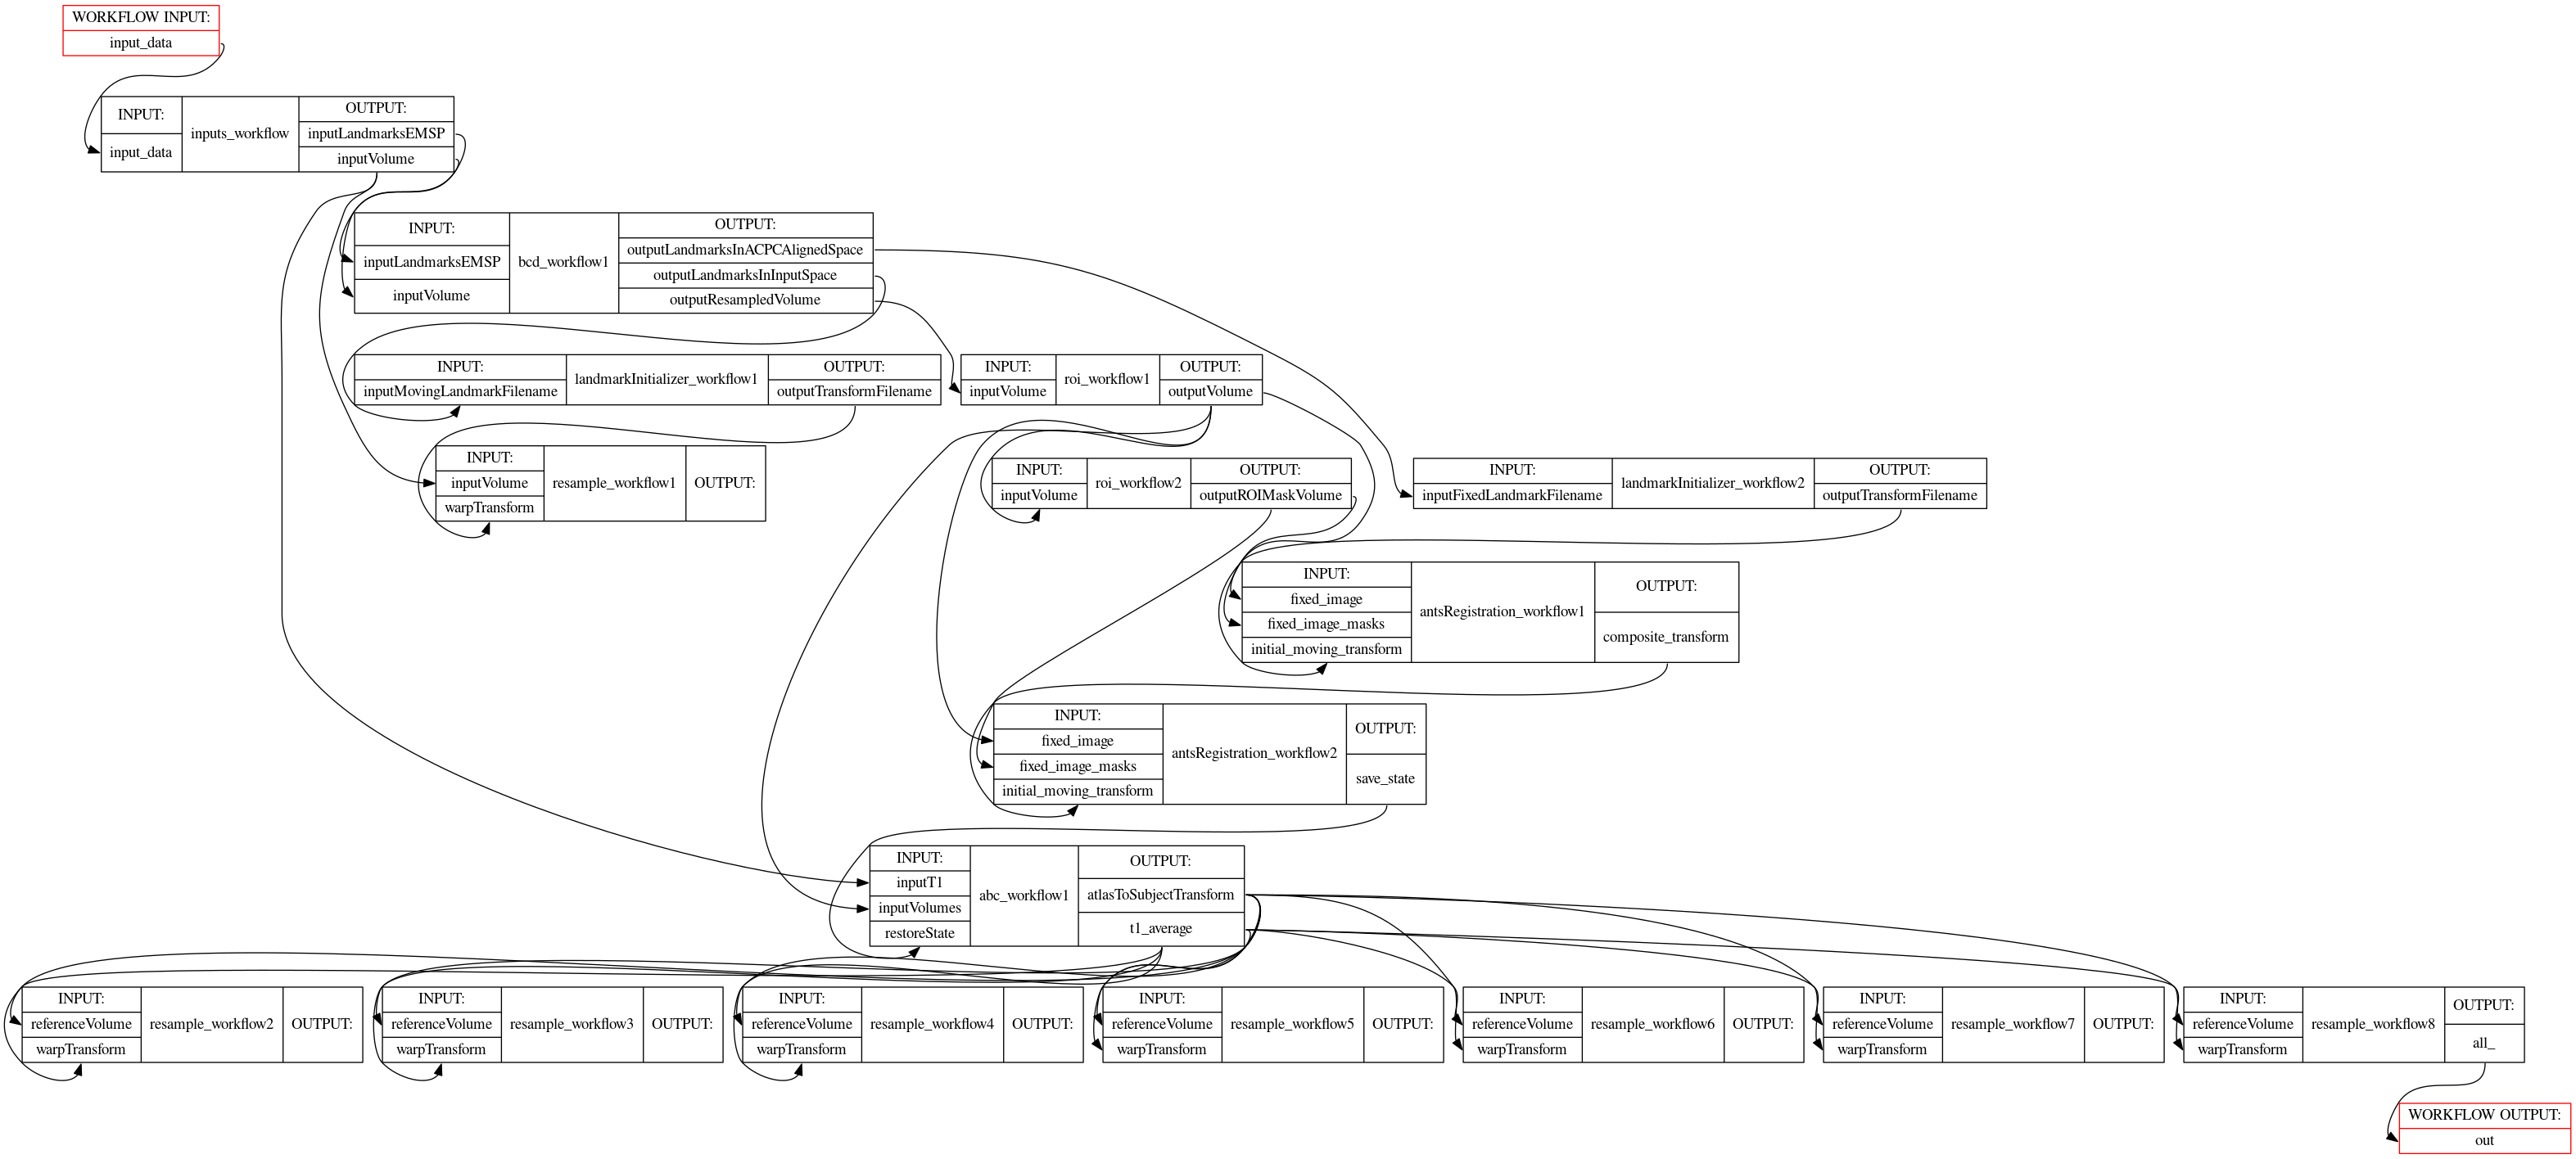 WORKFLOW INPUT:
input_data
INPUT:
input_data
inputs_workflow
OUTPUT:
inputLandmarksEMSP
inputVolume
INPUT:
inputLandmarksEMSP
inputVolume
bcd_workflow1
OUTPUT:
outputLandmarksInACPCAlignedSpace
outputLandmarksInInputSpace
outputResampledVolume
INPUT:
inputMovingLandmarkFilename
landmarkInitializer_workflow1
OUTPUT:
outputTransformFilename
INPUT:
inputVolume
roi_workflow1
OUTPUT:
outputVolume
INPUT:
inputVolume
warpTransform
resample_workflow1
OUTPUT:
INPUT:
inputVolume
roi_workflow2
OUTPUT:
outputROIMaskVolume
INPUT:
inputFixedLandmarkFilename
landmarkInitializer_workflow2
OUTPUT:
outputTransformFilename
INPUT:
fixed_image
fixed_image_masks
initial_moving_transform
antsRegistration_workflow1
OUTPUT:
composite_transform
INPUT:
fixed_image
fixed_image_masks
initial_moving_transform
antsRegistration_workflow2
OUTPUT:
save_state
INPUT:
inputT1
inputVolumes
restoreState
abc_workflow1
OUTPUT:
atlasToSubjectTransform
t1_average
INPUT:
referenceVolume
warpTransform
resample_workflow2
OUTPUT:
INPUT:
referenceVolume
warpTransform
resample_workflow3
OUTPUT:
INPUT:
referenceVolume
warpTransform
resample_workflow4
OUTPUT:
INPUT:
referenceVolume
warpTransform
resample_workflow5
OUTPUT:
INPUT:
referenceVolume
warpTransform
resample_workflow6
OUTPUT:
INPUT:
referenceVolume
warpTransform
resample_workflow7
OUTPUT:
INPUT:
referenceVolume
warpTransform
resample_workflow8
OUTPUT:
all_
WORKFLOW OUTPUT:
out